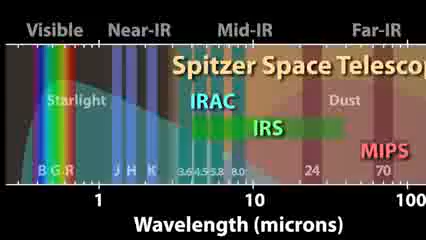 Visible Near-IR Mid-IR Far-IR
Spitzer Space Telescop
Starlight IRAC Dust
IRS
MIPS
B G R J H K 3.6 4.5 5.8 8.0 24 70
1 10 100
Wavelength (microns)